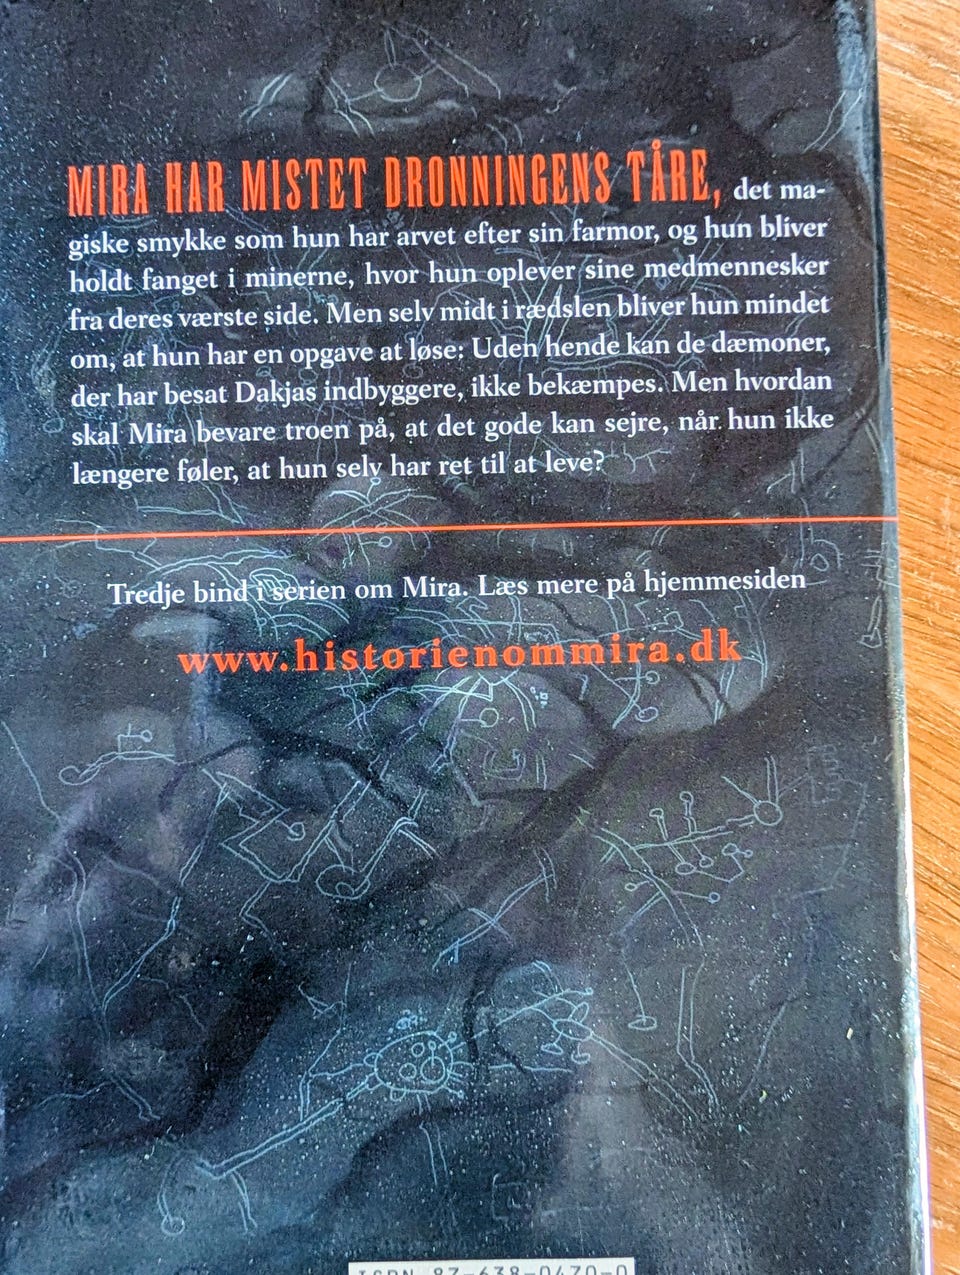 MIRA HAR MISTET DRONNINGENS TÅRE, det ma-
giske smykke som hun har arvet efter sin farmor, og hun bliver
holdt fanget i minerne, hvor hun oplever sine medmennesker
fra deres værste side. Men selv midt i rædslen bliver hun mindet
om, at hun har en opgave at løse: Uden hende kan de dæmoner,
der har besat Dakjas indbyggere, ikke bekæmpes. Men hvordan
skal Mira bevare troen på, at det gode kan sejre, når hun ikke
længere føler, at hun selv har ret til at leve?
Tredje bind i serien om Mira. Læs mere på hjemmesiden
www.historienommira.dk
ISBN 87-638-0470-0